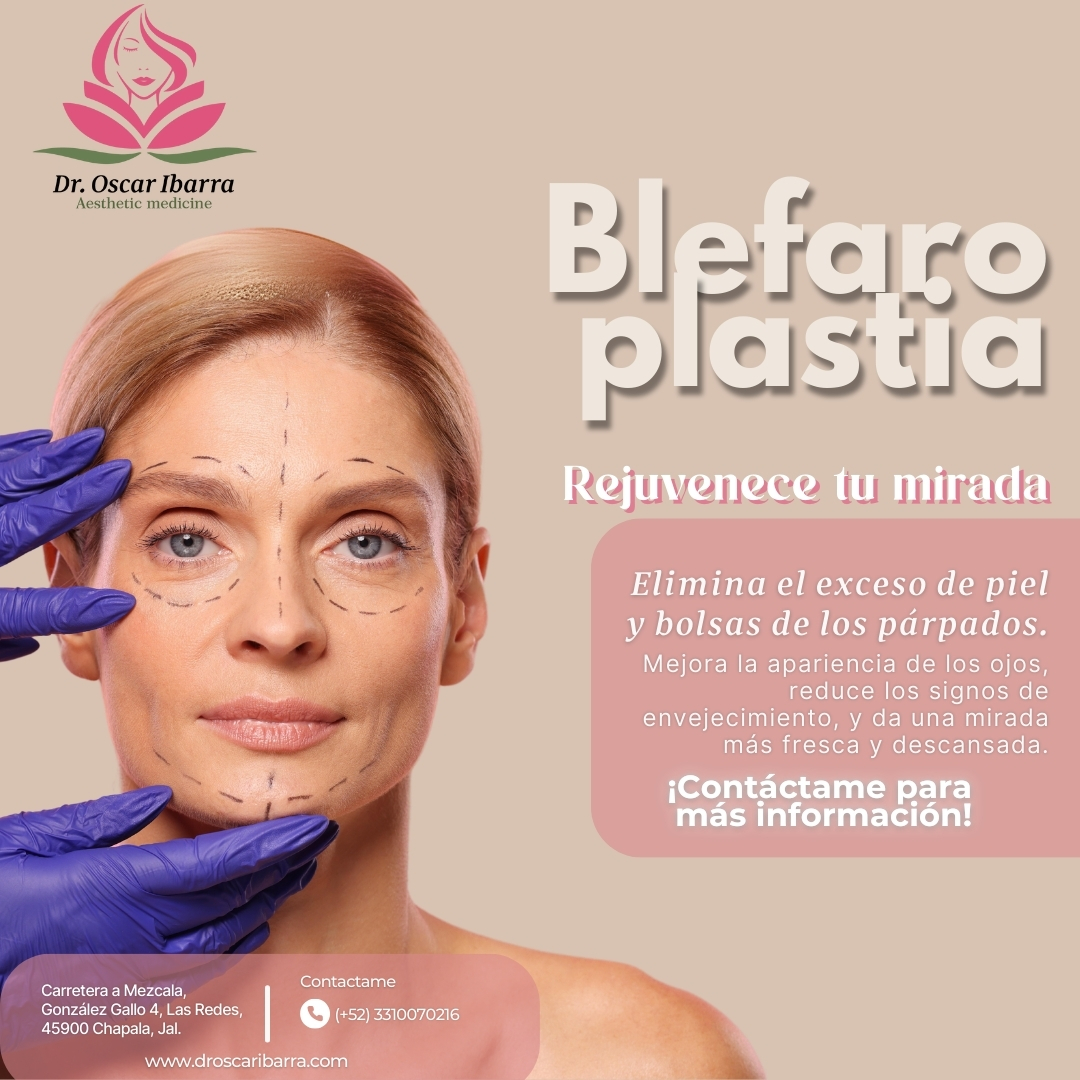 Dr. Oscar Ibarra
Aesthetic medicine
Blefaro
plastia
Rejuvenece tu mirada
Elimina el exceso de piel
y bolsas de los párpados.
Mejora la apariencia de los ojos,
reduce los signos de
envejecimiento, y da una mirada
más fresca y descansada.
¡Contáctame para
más información!
Carretera a Mezcala,
González Gallo 4, Las Redes,
45900 Chapala, Jal.
Contactame
(+52) 3310070216
www.droscaribarra.com